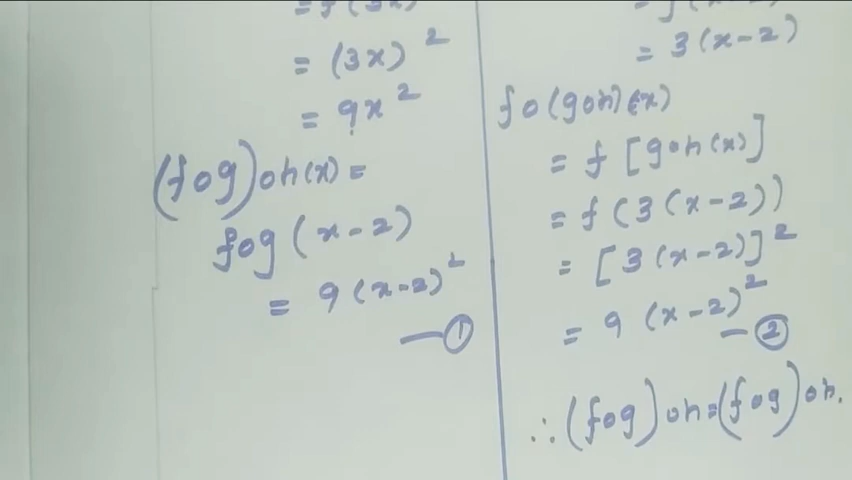 = f(3x)
= (3x)²
= 9x²
(fog)oh(x) =
fog(x-2)
= 9(x-2)²
—①
= 3(x-2)
fo(goh)(x)
= f[goh(x)]
= f(3(x-2))
= [3(x-2)]²
= 9(x-2)²
—②
∴ (fog)oh=(fog)oh.